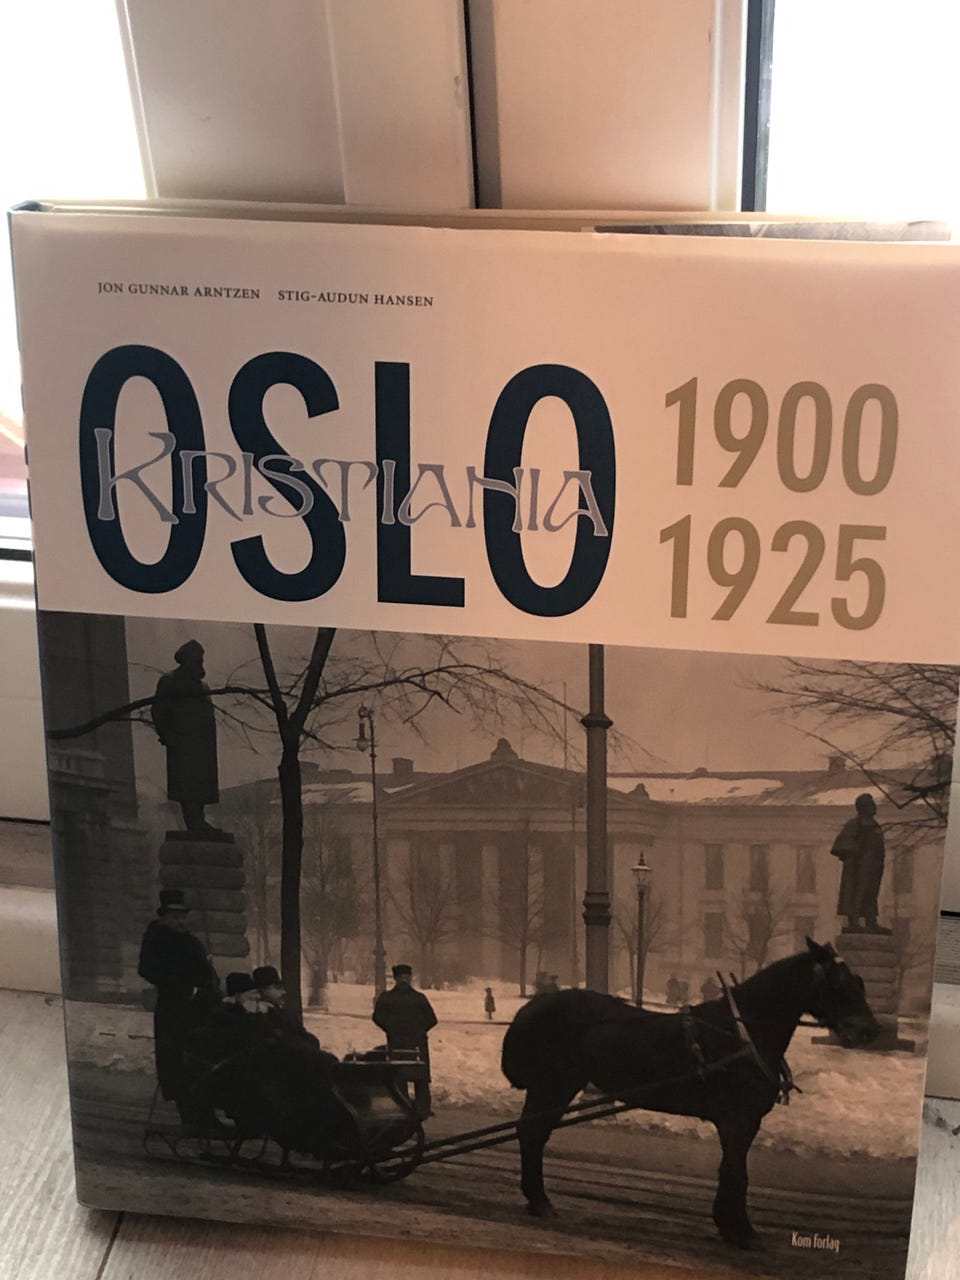 JON GUNNAR ARNTZEN STIG-AUDUN HANSEN
OSLO
KRISTIANIA
1900
1925
Kom forlag